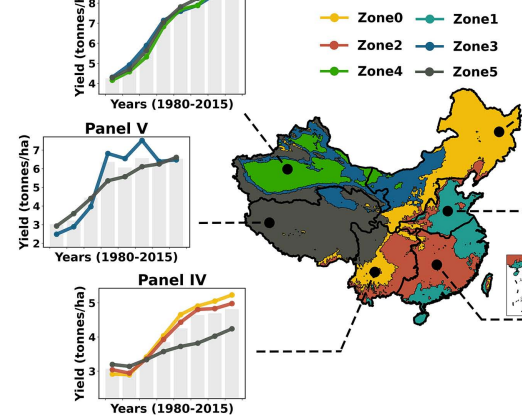 Yield (tonnes/ha)
8
7
6
5
4
Years (1980-2015)
Zone0
Zone1
Zone2
Zone3
Zone4
Zone5
Panel V
Yield (tonnes/ha)
7
6
5
4
3
2
Years (1980-2015)
Panel IV
Yield (tonnes/ha)
5
4
3
Years (1980-2015)